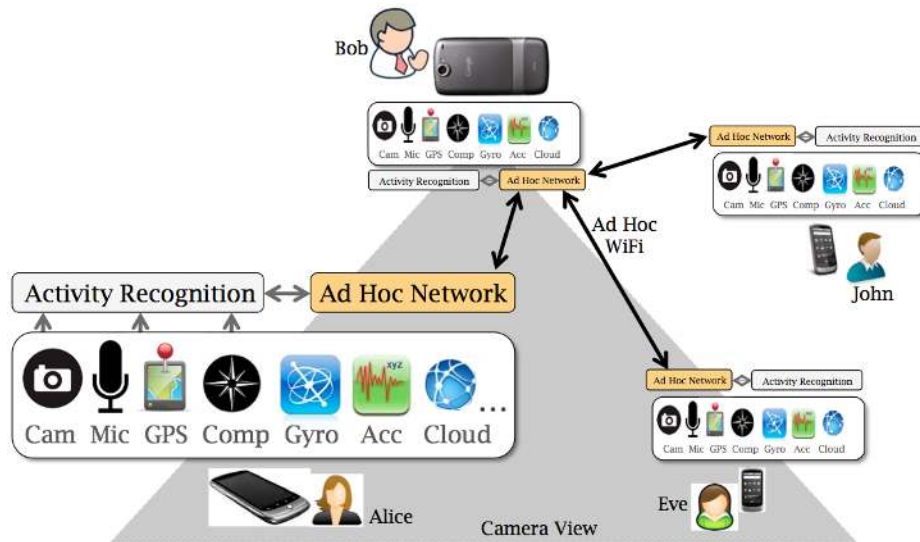 Bob
Cam Mic GPS Comp Gyro Acc Cloud
Activity Recognition
Ad Hoc Network
Ad Hoc Network
Activity Recognition
Cam Mic GPS Comp Gyro Acc Cloud
John
Ad Hoc
WiFi
Activity Recognition
Ad Hoc Network
xyz
Cam Mic GPS Comp Gyro Acc Cloud ...
Alice
Ad Hoc Network
Activity Recognition
Cam Mic GPS Comp Gyro Acc Cloud
Eve
Camera View